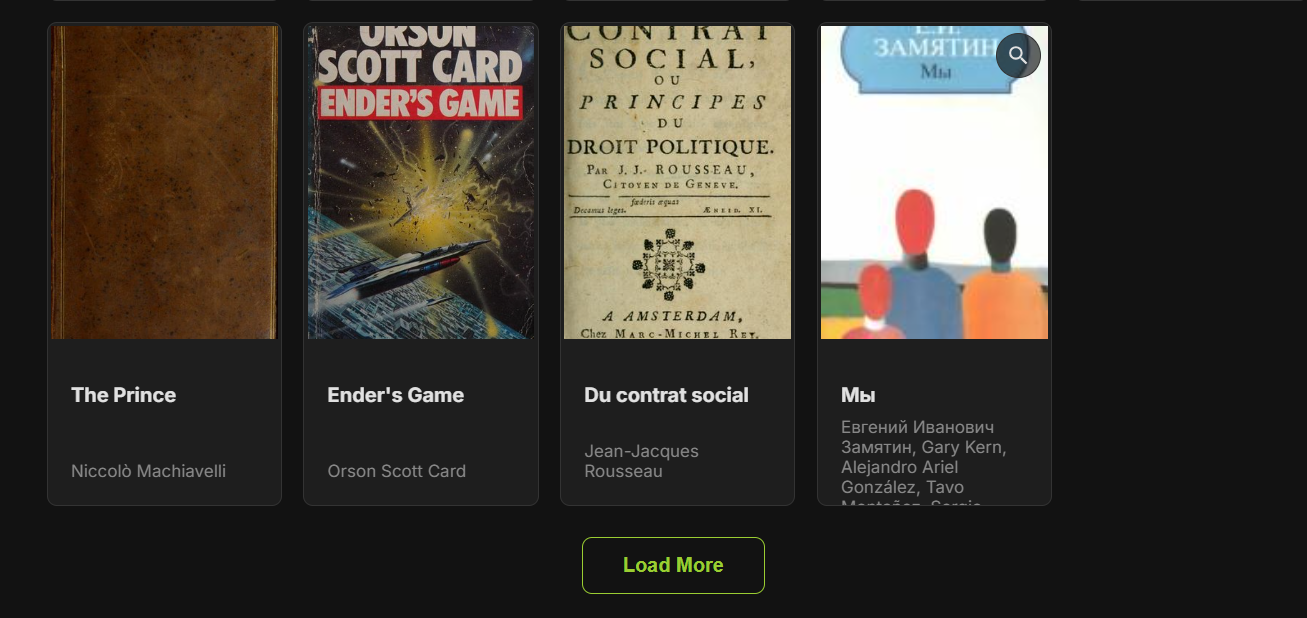 ORSON
SCOTT CARD
ENDER'S GAME
CONTRAT
SOCIAL,
OU
PRINCIPES
DU
DROIT POLITIQUE.
PAR J. J. ROUSSEAU,
CITOYEN DE GENEVE.
fœderis æquas
Dicamus leges. ÆNEID. XI.
A AMSTERDAM,
Chez MARC-MICHEL REY.
Е.И.
ЗАМЯТИН
Мы
The Prince
Niccolò Machiavelli
Ender's Game
Orson Scott Card
Du contrat social
Jean-Jacques
Rousseau
Мы
Евгений Иванович
Замятин, Gary Kern,
Alejandro Ariel
González, Tavo
Montañez, Sergio
Load More